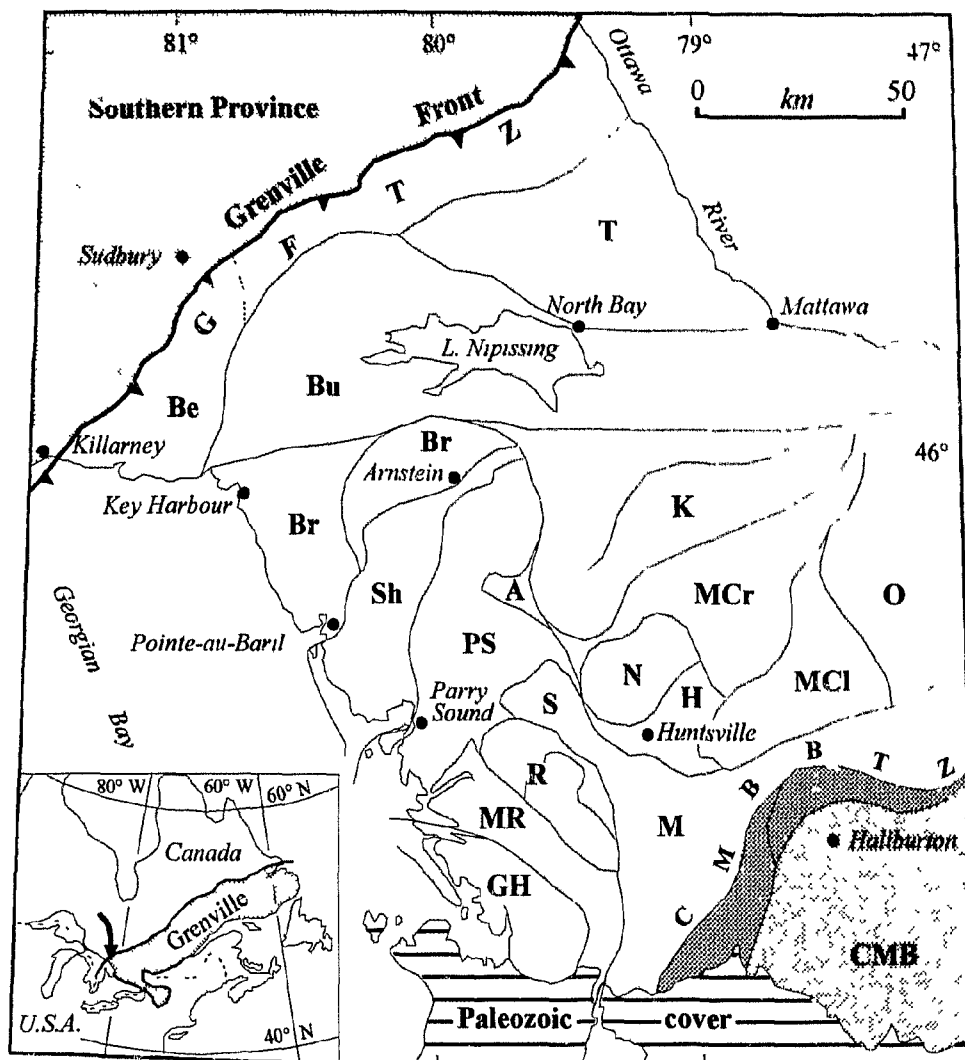 81°
80°
79°
47°
Ottawa
River
0 km 50
Southern Province
Grenville Front
G F T Z
T
Sudbury
North Bay
Mattawa
L. Nipissing
Be
Bu
Killarney
46°
Br
Arnstein
Key Harbour
Br
K
Sh
A
MCr
O
Georgian
Bay
Pointe-au-Baril
PS
N
H
MCl
S
Parry
Sound
Huntsville
R
MR
M
C M B B T Z
Haliburton
GH
CMB
Paleozoic cover
80° W
60° W
60° N
Canada
Grenville
U.S.A.
40° N